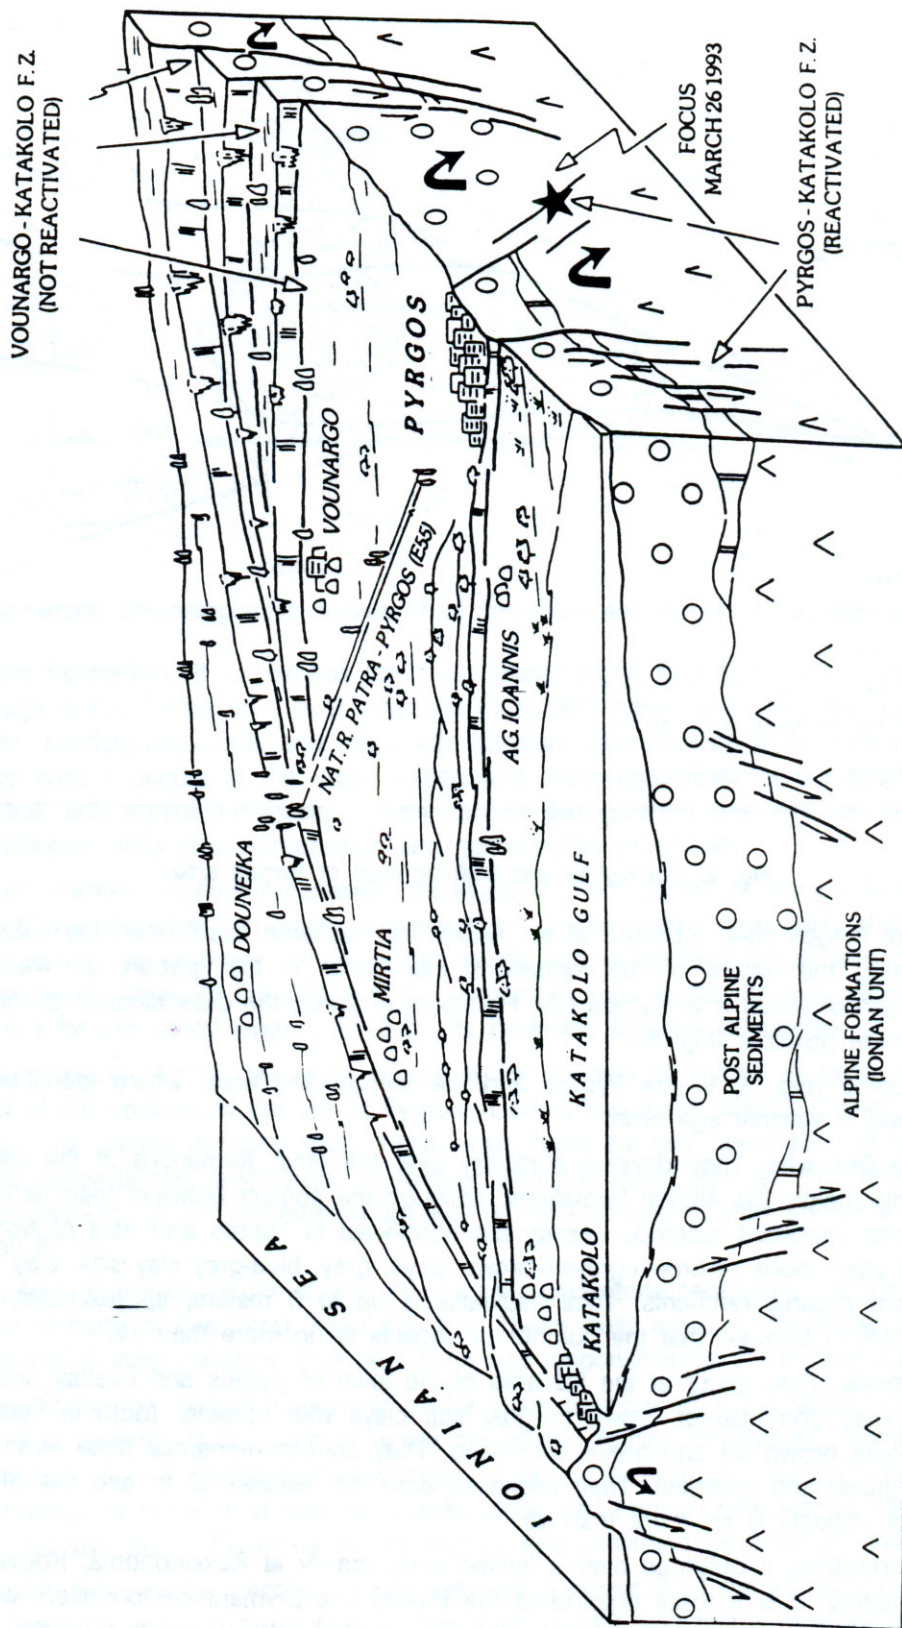 VOUNARGO - KATAKOLO F. Z.
(NOT REACTIVATED)
DOUNEIKA
VOUNARGO
NAT. R. PATRA - PYRGOS (E55)
MIRTIA
PYRGOS
IONIAN SEA
AG. IOANNIS
KATAKOLO GULF
KATAKOLO
FOCUS
MARCH 26 1993
POST ALPINE
SEDIMENTS
PYRGOS - KATAKOLO F. Z.
(REACTIVATED)
ALPINE FORMATIONS
(IONIAN UNIT)